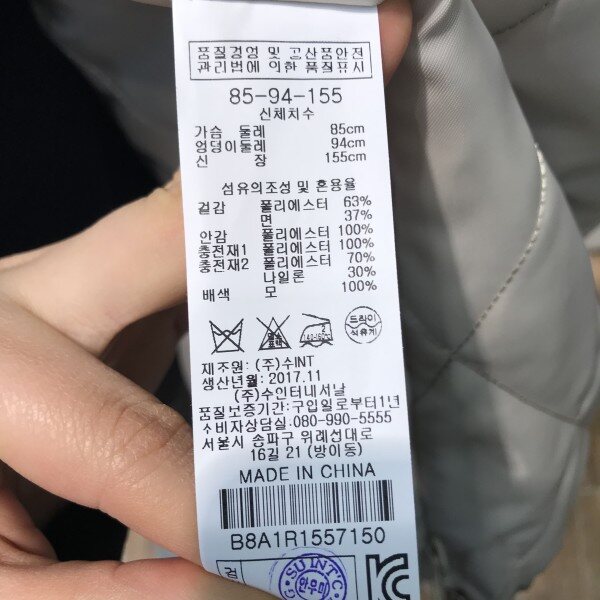 품질경영 및 공산품안전
관리법에 의한 품질표시
85-94-155
신체치수
가슴 둘레 85cm
엉덩이둘레 94cm
신 장 155cm
섬유의조성 및 혼용율
겉감 폴리에스터 63%
면 37%
안감 폴리에스터 100%
충전재1 폴리에스터 100%
충전재2 폴리에스터 70%
나일론 30%
배색 모 100%
드라이
석유계
제조원: (주)수INT
생산년월: 2017.11
(주)수인터내셔날
품질보증기간:구입일로부터1년
소비자상담실:080-990-5555
서울시 송파구 위례선대로
16길 21 (방이동)
MADE IN CHINA
B8A1R1557150
검
SU INT'C